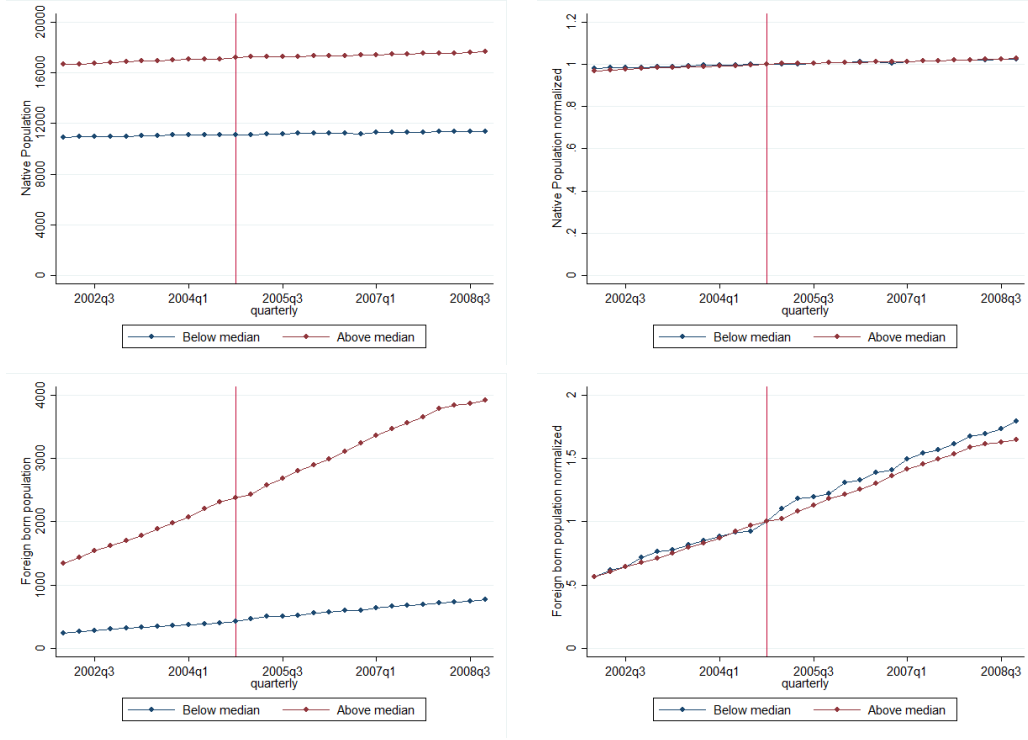 Native Population
20000
16000
12000
8000
4000
0
2002q3 2004q1 2005q3 2007q1 2008q3
quarterly
Below median Above median
Native Population normalized
1.2
1
.8
.6
.4
.2
0
2002q3 2004q1 2005q3 2007q1 2008q3
quarterly
Below median Above median
Foreign born population
4000
3000
2000
1000
0
2002q3 2004q1 2005q3 2007q1 2008q3
quarterly
Below median Above median
Foreign born population normalized
2
1.5
1
.5
0
2002q3 2004q1 2005q3 2007q1 2008q3
quarterly
Below median Above median